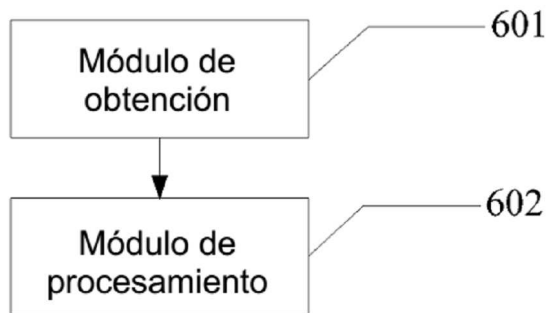 Módulo de
obtención
601
Módulo de
procesamiento
602